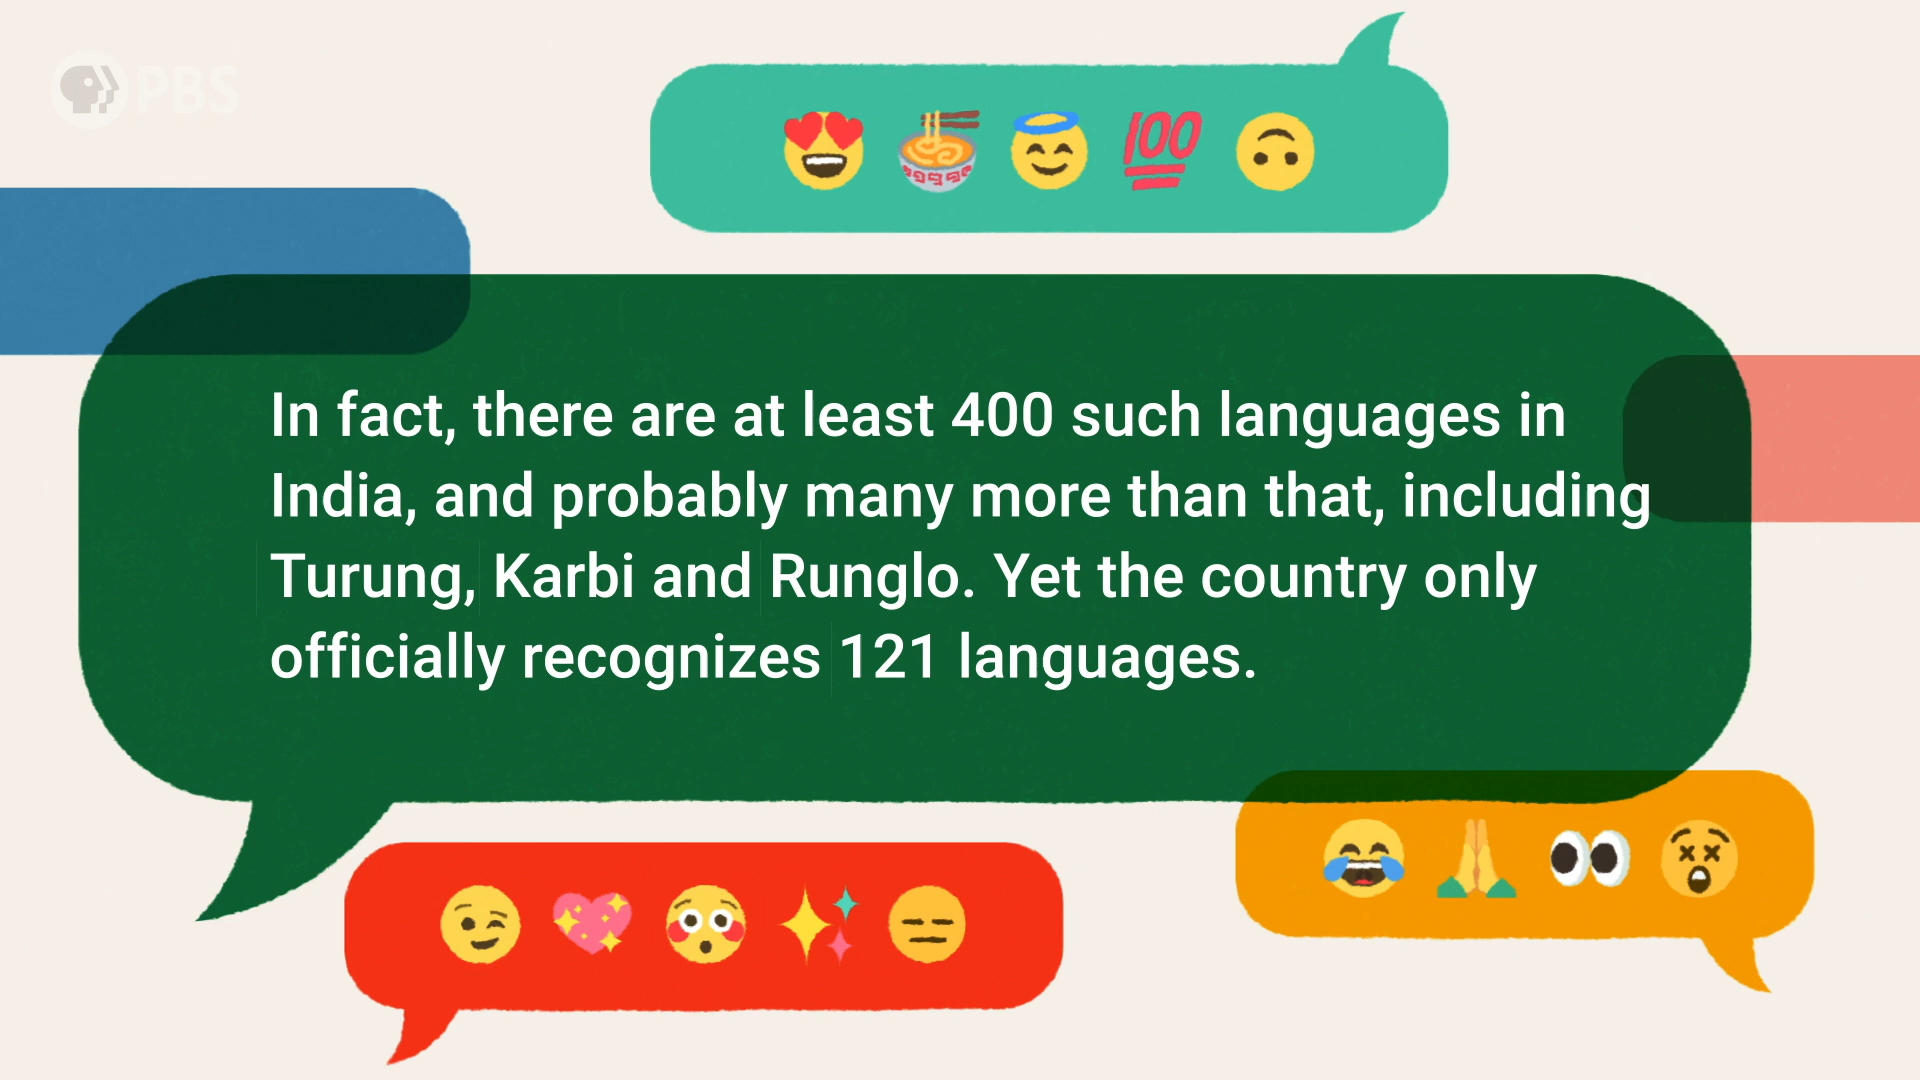 PBS
💯
In fact, there are at least 400 such languages in
India, and probably many more than that, including
Turung, Karbi and Runglo. Yet the country only
officially recognizes 121 languages.